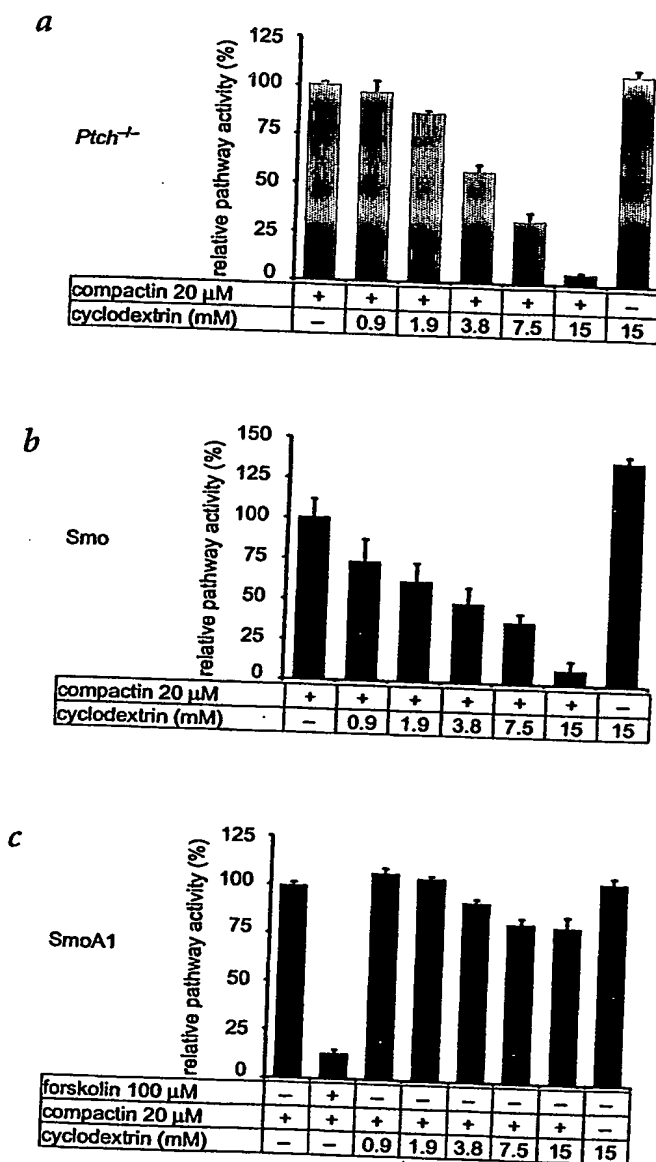 a
125
100
75
50
25
0
relative pathway activity (%)
Ptch–/–
compactin 20 µM + + + + + + –
cyclodextrin (mM) – 0.9 1.9 3.8 7.5 15 15
b
150
125
100
75
50
25
0
relative pathway activity (%)
Smo
compactin 20 µM + + + + + + –
cyclodextrin (mM) – 0.9 1.9 3.8 7.5 15 15
c
125
100
75
50
25
0
relative pathway activity (%)
SmoA1
forskolin 100 µM – + – – – – – –
compactin 20 µM + + + + + + + –
cyclodextrin (mM) – – 0.9 1.9 3.8 7.5 15 15